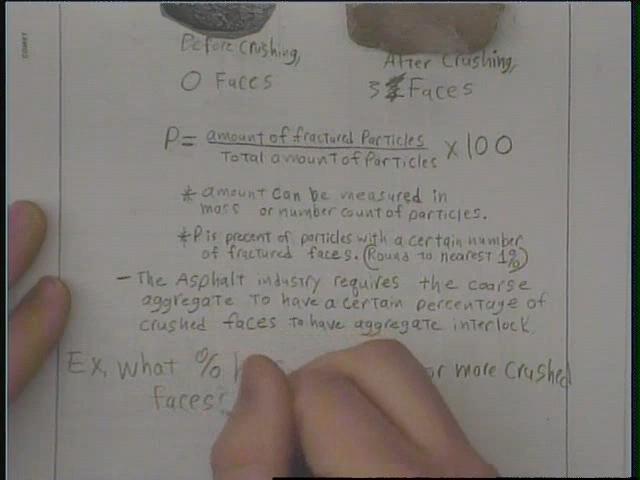 Before Crushing,
0 Faces
After Crushing,
3 Faces
P = amount of fractured Particles
Total amount of Particles
x 100
* amount can be measured in
mass or number count of particles.
* P is precent of particles with a certain number
of fractured faces. (Round to nearest 1%)
- The Asphalt industry requires the coarse
aggregate to have a certain percentage of
crushed faces to have aggregate interlock.
Ex, what % or more Crushed
faces?